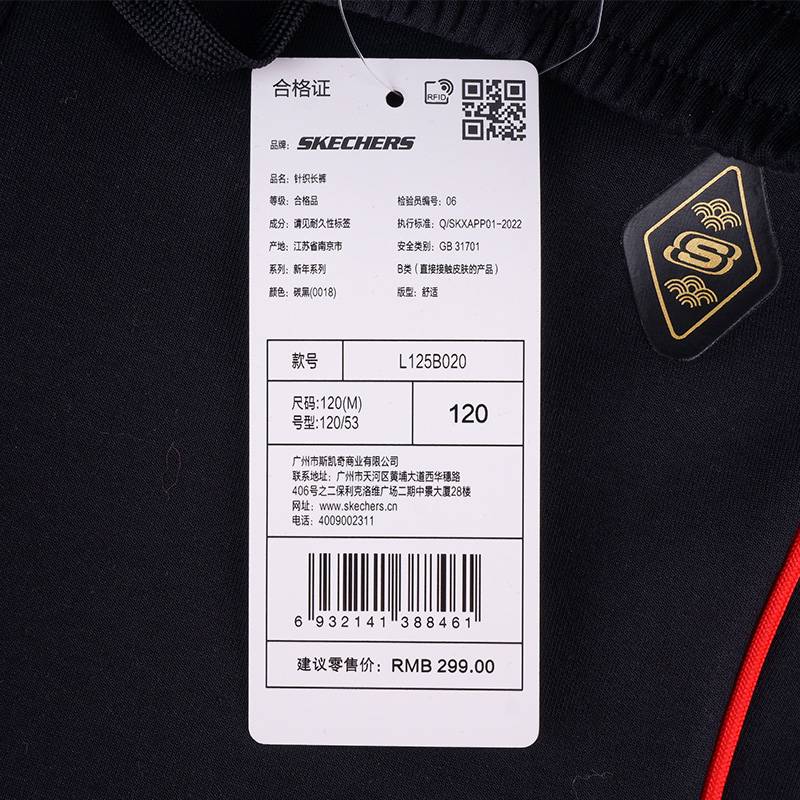 合格证
RFID
品牌: SKECHERS
品名: 针织长裤
等级: 合格品 检验员编号: 06
成分: 请见耐久性标签 执行标准: Q/SKXAPP01-2022
产地: 江苏省南京市 安全类别: GB 31701
系列: 新年系列 B类 (直接接触皮肤的产品)
颜色: 碳黑(0018) 版型: 舒适
款号 L125B020
尺码:120(M)
号型:120/53
120
广州市斯凯奇商业有限公司
联系地址: 广州市天河区黄埔大道西华穗路
406号之二保利克洛维广场二期中景大厦28楼
网址: www.skechers.cn
电话: 4009002311
6 932141 388461
建议零售价: RMB 299.00
S